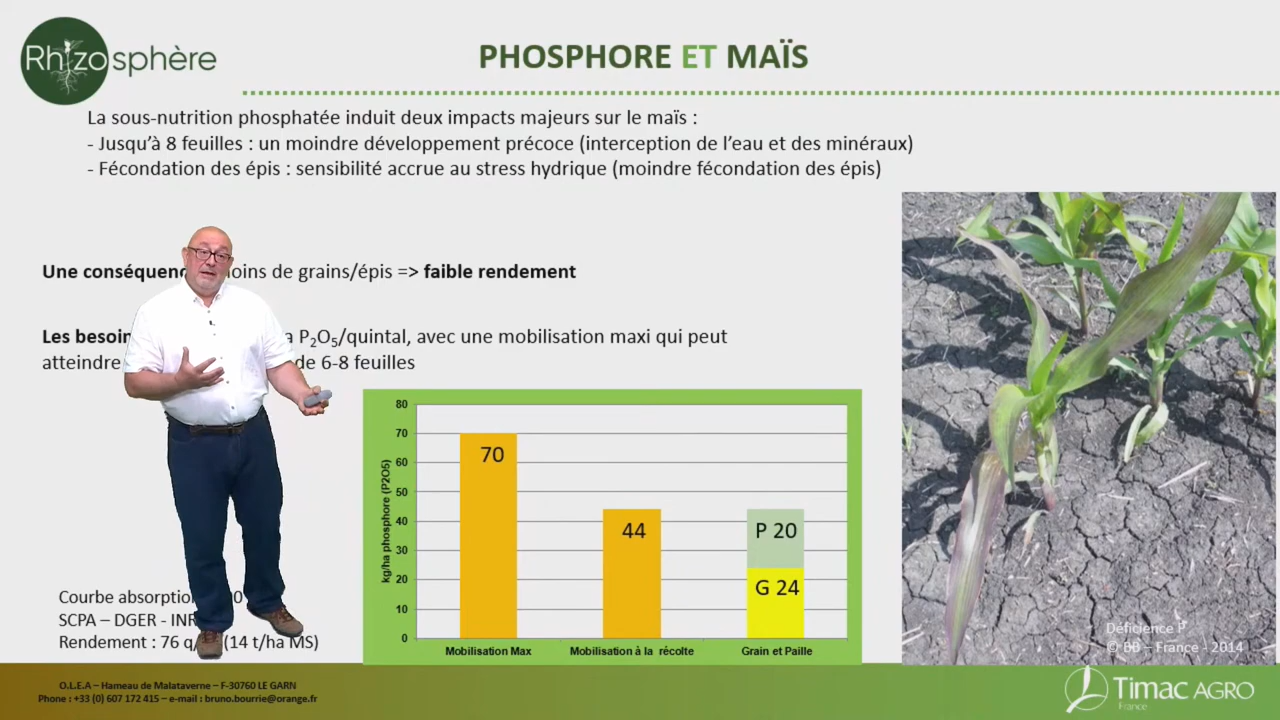 Rhizosphère
PHOSPHORE ET MAÏS
La sous-nutrition phosphatée induit deux impacts majeurs sur le maïs :
- Jusqu'à 8 feuilles : un moindre développement précoce (interception de l'eau et des minéraux)
- Fécondation des épis : sensibilité accrue au stress hydrique (moindre fécondation des épis)
Une de grains/épis => faible rendement
Les P₂O₅/quintal, avec une mobilisation maxi qui peut
atteindre de 6-8 feuilles
80
70
60
50
40
30
20
10
0
kg/ha phosphore (P2O5)
70
44
P 20
G 24
Mobilisation Max
Mobilisation à la récolte
Grain et Paille
Courbe
SCPA – DGER -
Rendement : 76 (14 t/ha MS)
Déficience P
© BB – France - 2014
O.L.E.A – Hameau de Malataverne – F-30760 LE GARN
Phone : +33 (0) 607 172 415 – e-mail : bruno.bourrie@orange.fr
Timac AGRO
France